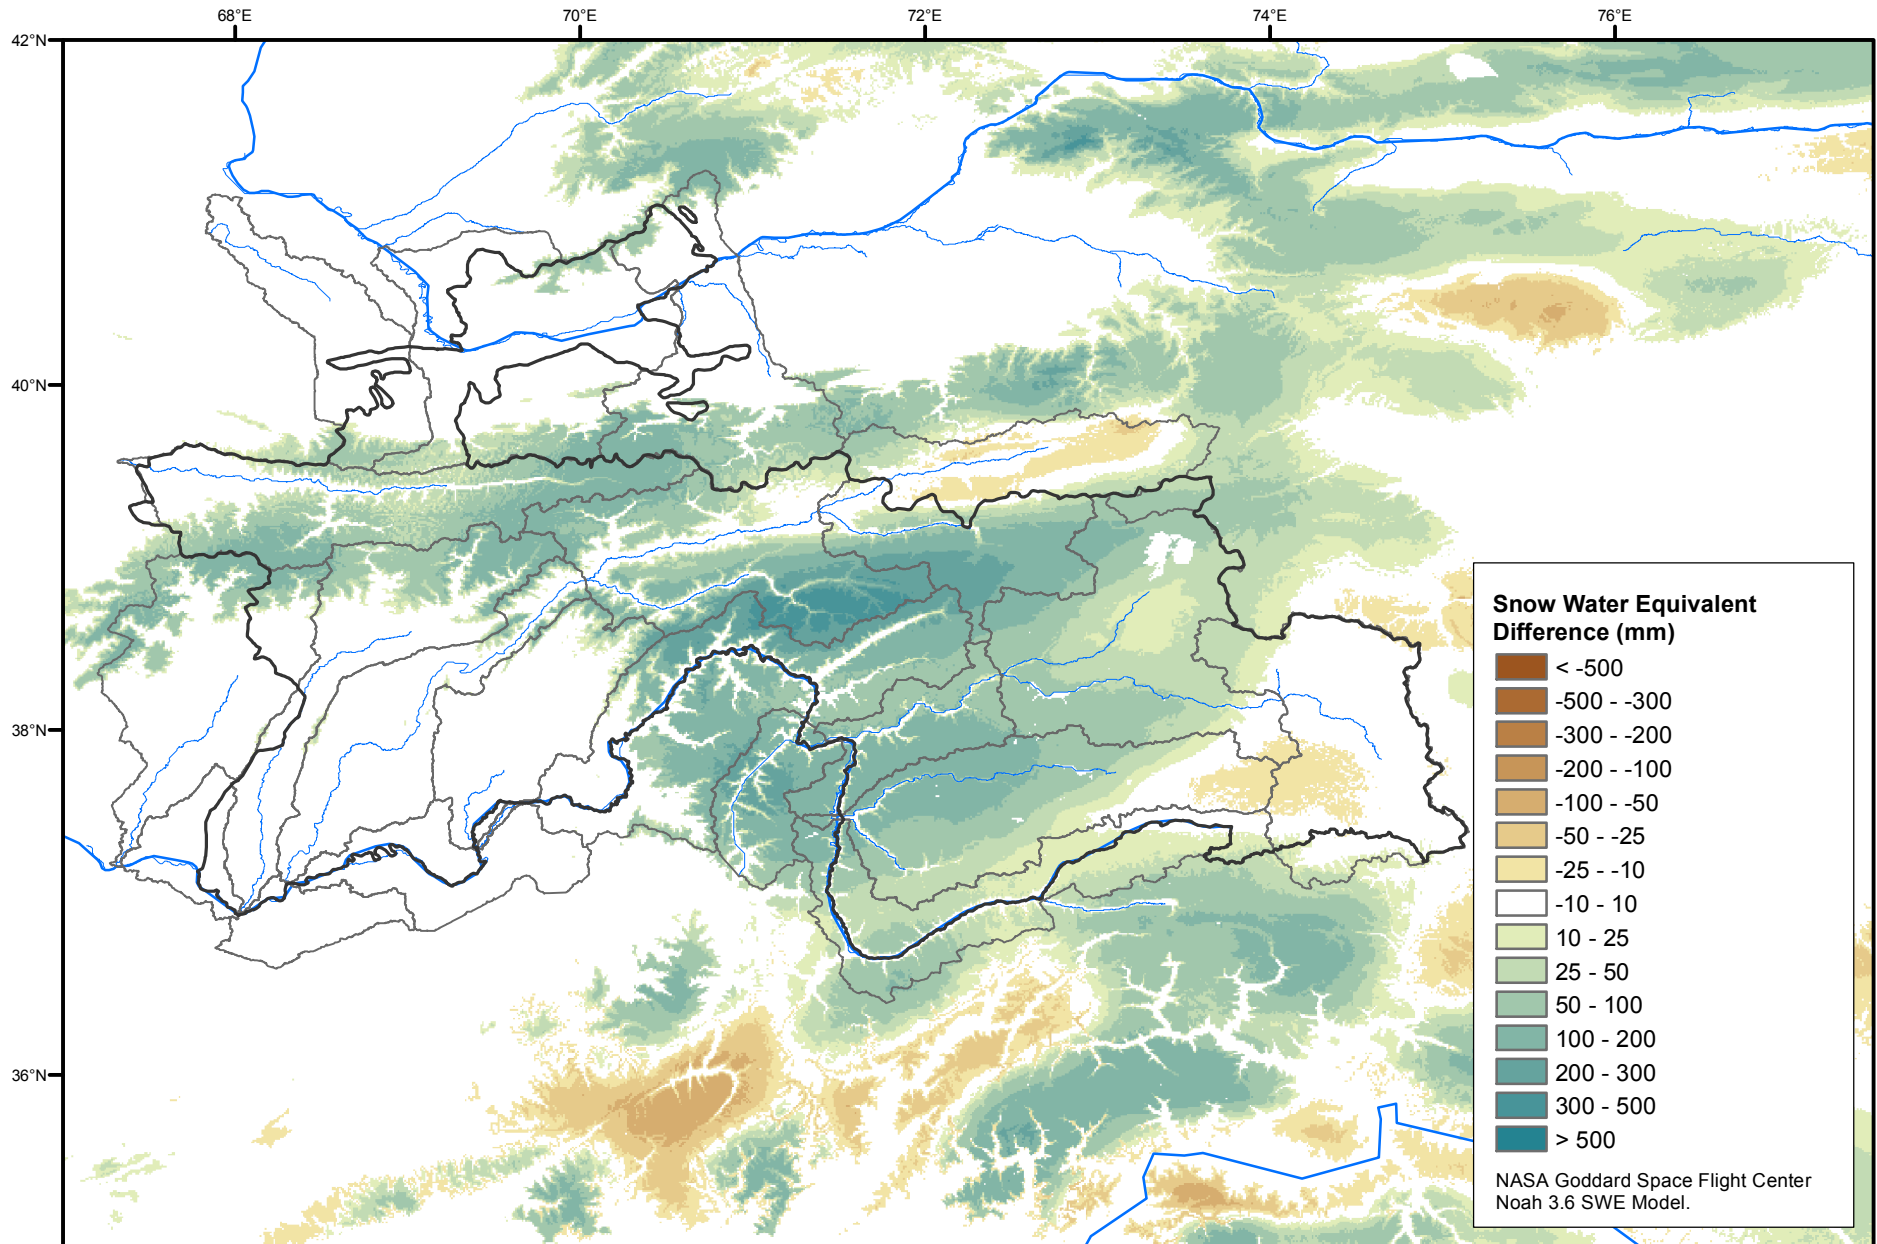 68°E 70°E 72°E 74°E 76°E
42°N
40°N
38°N
36°N
Snow Water Equivalent
Difference (mm)
< -500
-500 - -300
-300 - -200
-200 - -100
-100 - -50
-50 - -25
-25 - -10
-10 - 10
10 - 25
25 - 50
50 - 100
100 - 200
200 - 300
300 - 500
> 500
NASA Goddard Space Flight Center
Noah 3.6 SWE Model.